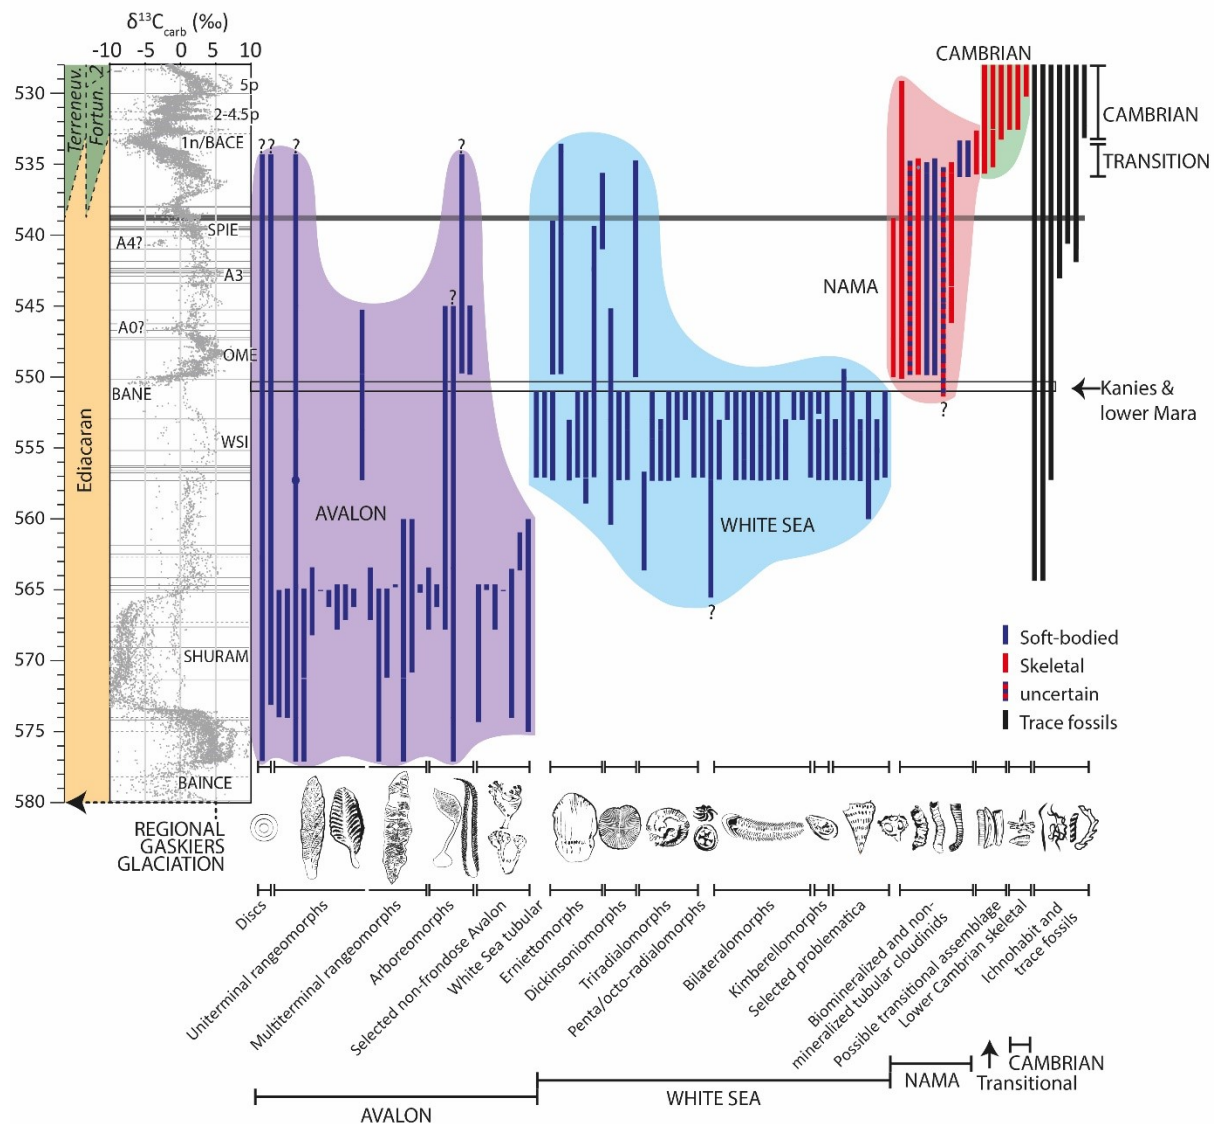 δ13Ccarb (‰)
-10 -5 0 5 10
CAMBRIAN
Terreneuv.
Fortun. 2
530
535
540
545
550
555
560
565
570
575
580
Ediacaran
5p
2-4.5p
1n/BACE
SPIE
A4?
A3
A0?
OME
BANE
WSI
SHURAM
BAINCE
??
?
?
?
AVALON
WHITE SEA
?
NAMA
?
CAMBRIAN
TRANSITION
Kanies &
lower Mara
Soft-bodied
Skeletal
uncertain
Trace fossils
REGIONAL
GASKIERS
GLACIATION
Discs
Uniterminal rangeomorphs
Multiterminal rangeomorphs
Arboreomorphs
Selected non-frondose Avalon
White Sea tubular
Erniettomorphs
Dickinsoniomorphs
Triradialomorphs
Penta/octo-radialomorphs
Bilateralomorphs
Kimberellomorphs
Selected problematica
Biomineralized and non-
mineralized tubular cloudinids
Possible transitional assemblage
Lower Cambrian skeletal
Ichnohabit and
trace fossils
AVALON
WHITE SEA
NAMA
CAMBRIAN
Transitional